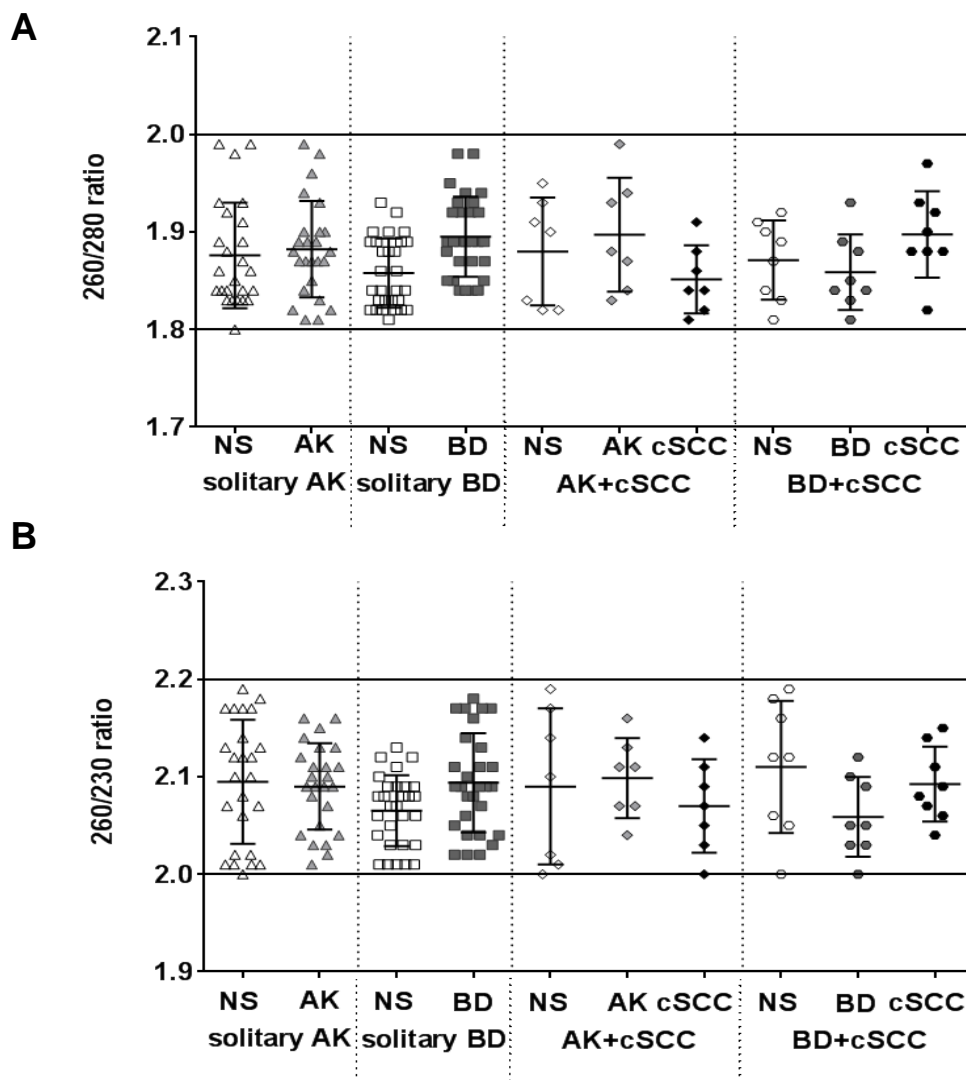 A
260/280 ratio
2.1
2.0
1.9
1.8
1.7
NS AK NS BD NS AK cSCC NS BD cSCC
solitary AK solitary BD AK+cSCC BD+cSCC
B
260/230 ratio
2.3
2.2
2.1
2.0
1.9
NS AK NS BD NS AK cSCC NS BD cSCC
solitary AK solitary BD AK+cSCC BD+cSCC